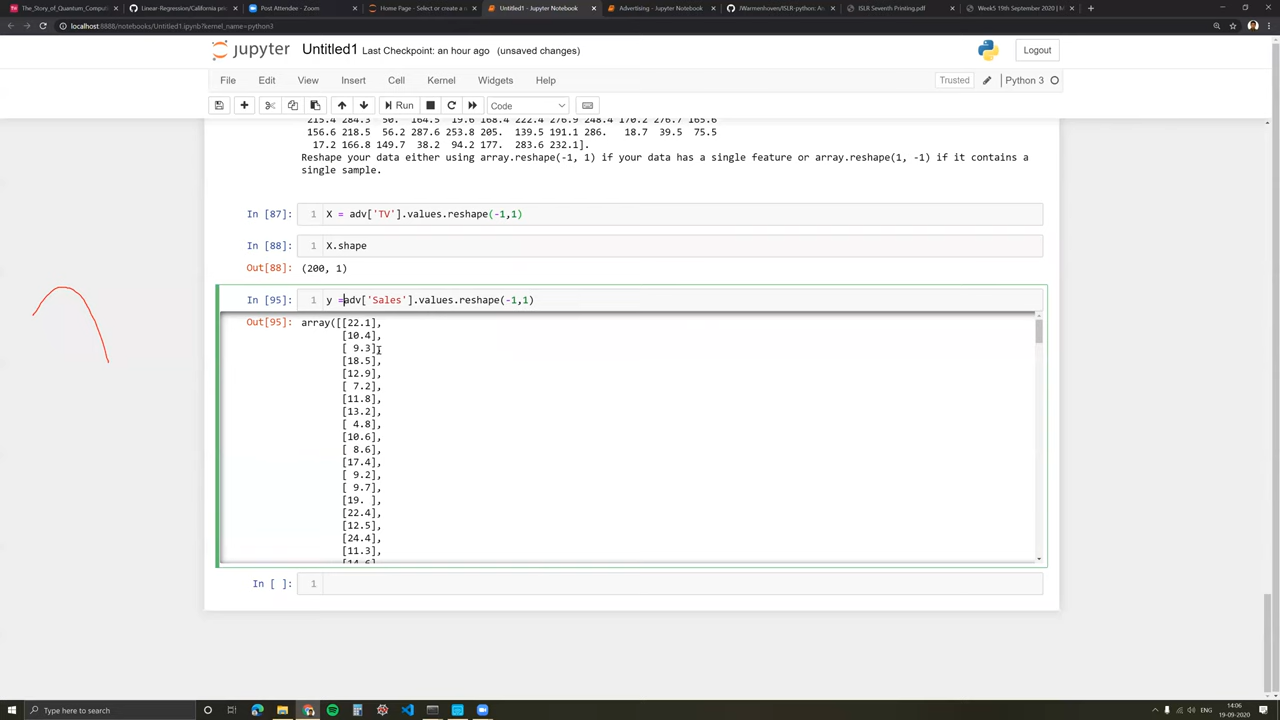 The_Story_of_Quantum_Comput
Linear-Regression/California pric
Post Attendee - Zoom
Home Page - Select or create a n
Untitled1 - Jupyter Notebook
Advertising - Jupyter Notebook
JWarmenhoven/ISLR-python: An
ISLR Seventh Printing.pdf
Week5 19th September 2020 | M
localhost:8888/notebooks/Untitled1.ipynb?kernel_name=python3
jupyter Untitled1 Last Checkpoint: an hour ago (unsaved changes)
Logout
File Edit View Insert Cell Kernel Widgets Help
Trusted Python 3
Run Code
215.4 284.3 50. 164.5 19.6 168.4 222.4 276.9 248.4 170.2 276.7 165.6
156.6 218.5 56.2 287.6 253.8 205. 139.5 191.1 286. 18.7 39.5 75.5
17.2 166.8 149.7 38.2 94.2 177. 283.6 232.1].
Reshape your data either using array.reshape(-1, 1) if your data has a single feature or array.reshape(1, -1) if it contains a
single sample.
In [87]: 1 X = adv['TV'].values.reshape(-1,1)
In [88]: 1 X.shape
Out[88]: (200, 1)
In [95]: 1 y =adv['Sales'].values.reshape(-1,1)
Out[95]: array([[22.1],
[10.4],
[ 9.3],
[18.5],
[12.9],
[ 7.2],
[11.8],
[13.2],
[ 4.8],
[10.6],
[ 8.6],
[17.4],
[ 9.2],
[ 9.7],
[19. ],
[22.4],
[12.5],
[24.4],
[11.3],
[14.6],
In [ ]: 1
Type here to search
ENG
14:06
19-09-2020